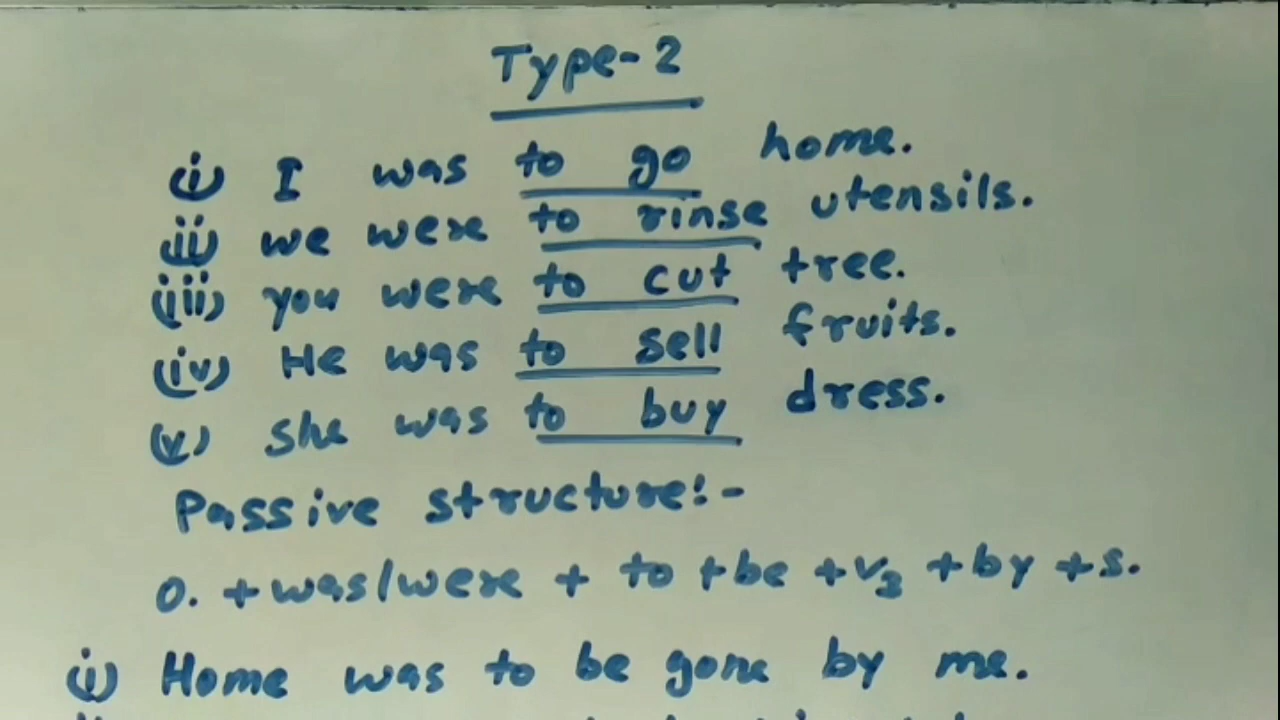 Type-2
(i) I was to go home.
(ii) we were to rinse utensils.
(iii) you were to cut tree.
(iv) He was to sell fruits.
(v) she was to buy dress.
Passive structure:-
O. + was/were + to + be + V3 + by + s.
(i) Home was to be gone by me.